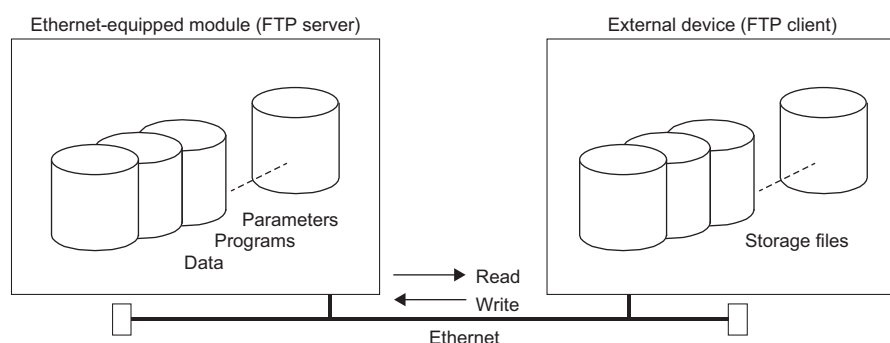 Ethernet-equipped module (FTP server)
External device (FTP client)
Parameters
Programs
Data
Storage files
Read
Write
Ethernet